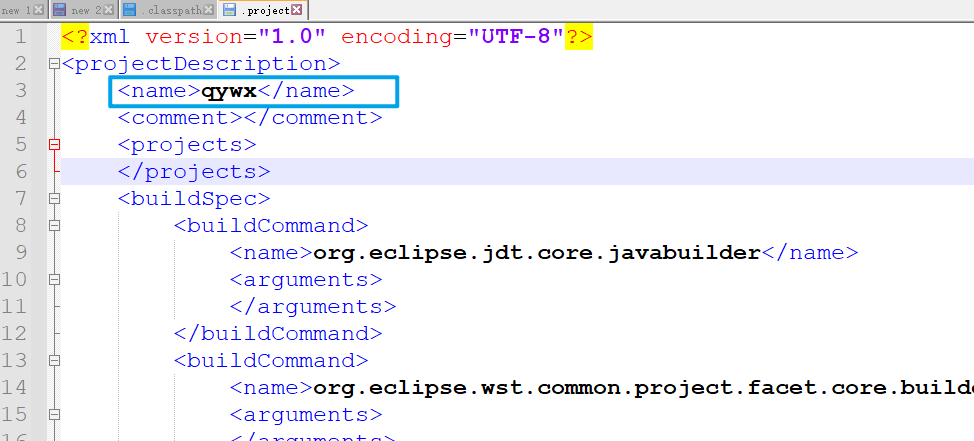 new 1 new 2 .classpath .project
1 <?xml version="1.0" encoding="UTF-8"?>
2 <projectDescription>
3 <name>qywx</name>
4 <comment></comment>
5 <projects>
6 </projects>
7 <buildSpec>
8 <buildCommand>
9 <name>org.eclipse.jdt.core.javabuilder</name>
10 <arguments>
11 </arguments>
12 </buildCommand>
13 <buildCommand>
14 <name>org.eclipse.wst.common.project.facet.core.builde
15 <arguments>
16 </arguments>